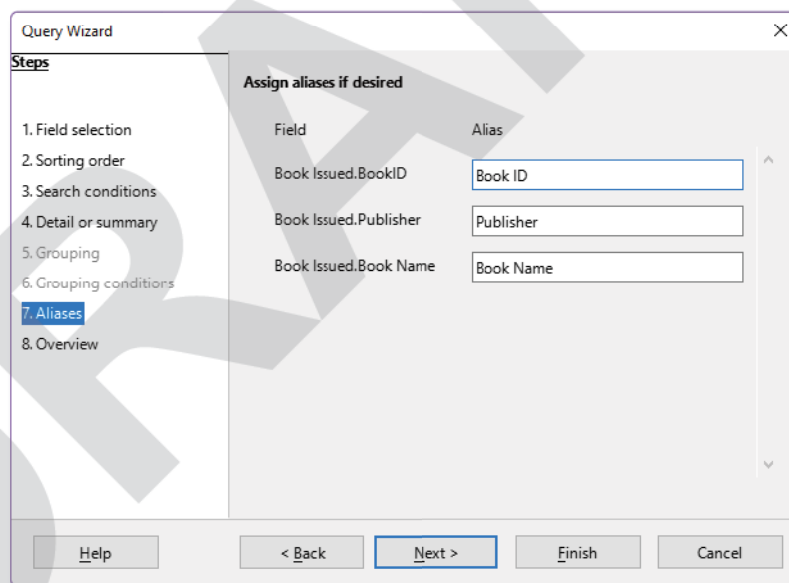 Query Wizard
Steps
1. Field selection
2. Sorting order
3. Search conditions
4. Detail or summary
5. Grouping
6. Grouping conditions
7. Aliases
8. Overview
Assign aliases if desired
Field Alias
Book Issued.BookID Book ID
Book Issued.Publisher Publisher
Book Issued.Book Name Book Name
Help < Back Next > Finish Cancel